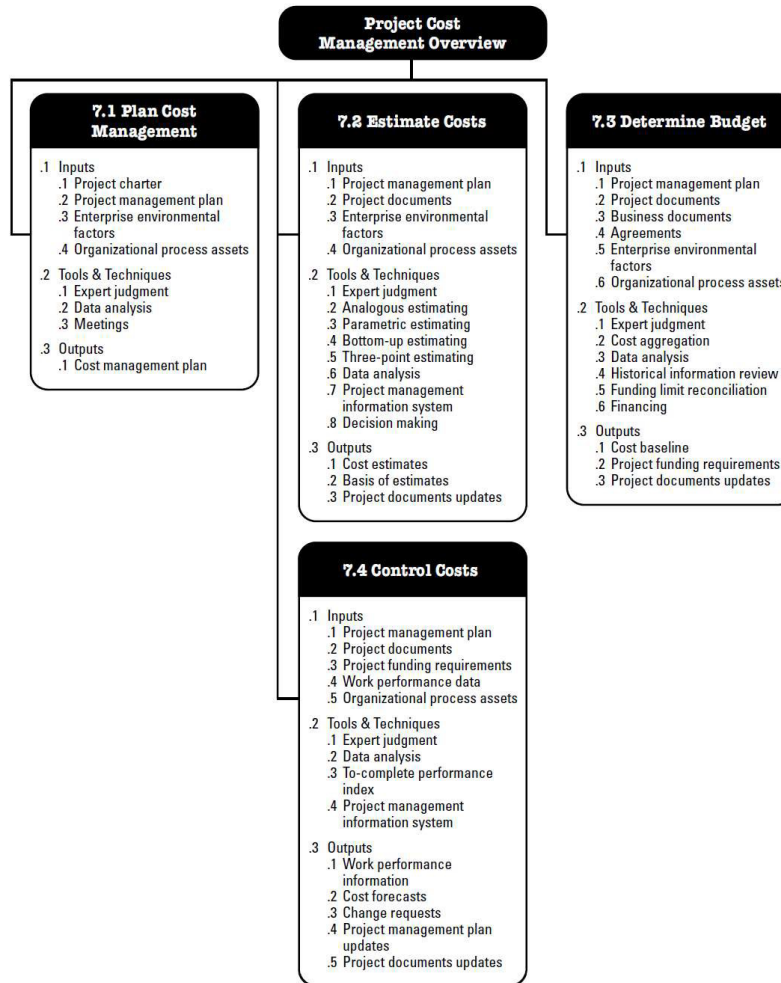 Project Cost
Management Overview
7.1 Plan Cost
Management
.1 Inputs
.1 Project charter
.2 Project management plan
.3 Enterprise environmental
factors
.4 Organizational process assets
.2 Tools & Techniques
.1 Expert judgment
.2 Data analysis
.3 Meetings
.3 Outputs
.1 Cost management plan
7.2 Estimate Costs
.1 Inputs
.1 Project management plan
.2 Project documents
.3 Enterprise environmental
factors
.4 Organizational process assets
.2 Tools & Techniques
.1 Expert judgment
.2 Analogous estimating
.3 Parametric estimating
.4 Bottom-up estimating
.5 Three-point estimating
.6 Data analysis
.7 Project management
information system
.8 Decision making
.3 Outputs
.1 Cost estimates
.2 Basis of estimates
.3 Project documents updates
7.3 Determine Budget
.1 Inputs
.1 Project management plan
.2 Project documents
.3 Business documents
.4 Agreements
.5 Enterprise environmental
factors
.6 Organizational process assets
.2 Tools & Techniques
.1 Expert judgment
.2 Cost aggregation
.3 Data analysis
.4 Historical information review
.5 Funding limit reconciliation
.6 Financing
.3 Outputs
.1 Cost baseline
.2 Project funding requirements
.3 Project documents updates
7.4 Control Costs
.1 Inputs
.1 Project management plan
.2 Project documents
.3 Project funding requirements
.4 Work performance data
.5 Organizational process assets
.2 Tools & Techniques
.1 Expert judgment
.2 Data analysis
.3 To-complete performance
index
.4 Project management
information system
.3 Outputs
.1 Work performance
information
.2 Cost forecasts
.3 Change requests
.4 Project management plan
updates
.5 Project documents updates